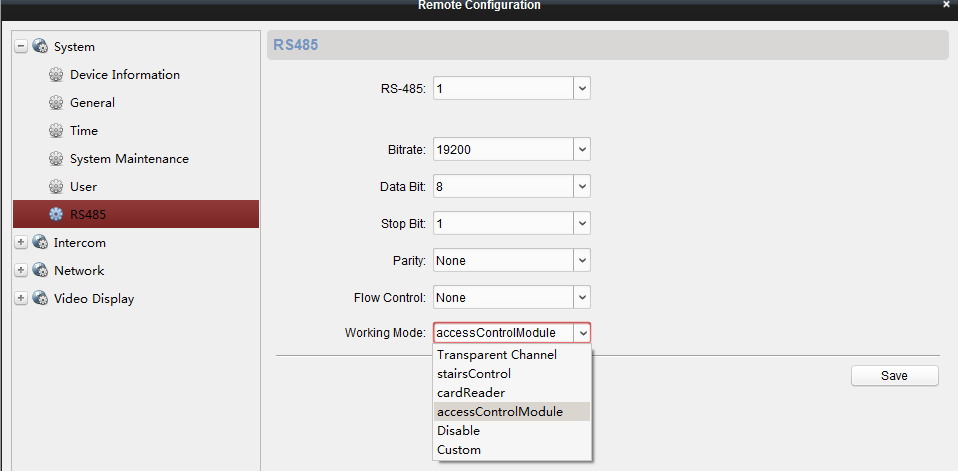 Remote Configuration
×
System
Device Information
General
Time
System Maintenance
User
RS485
Intercom
Network
Video Display
RS485
RS-485: 1
Bitrate: 19200
Data Bit: 8
Stop Bit: 1
Parity: None
Flow Control: None
Working Mode: accessControlModule
Transparent Channel
stairsControl
cardReader
accessControlModule
Disable
Custom
Save